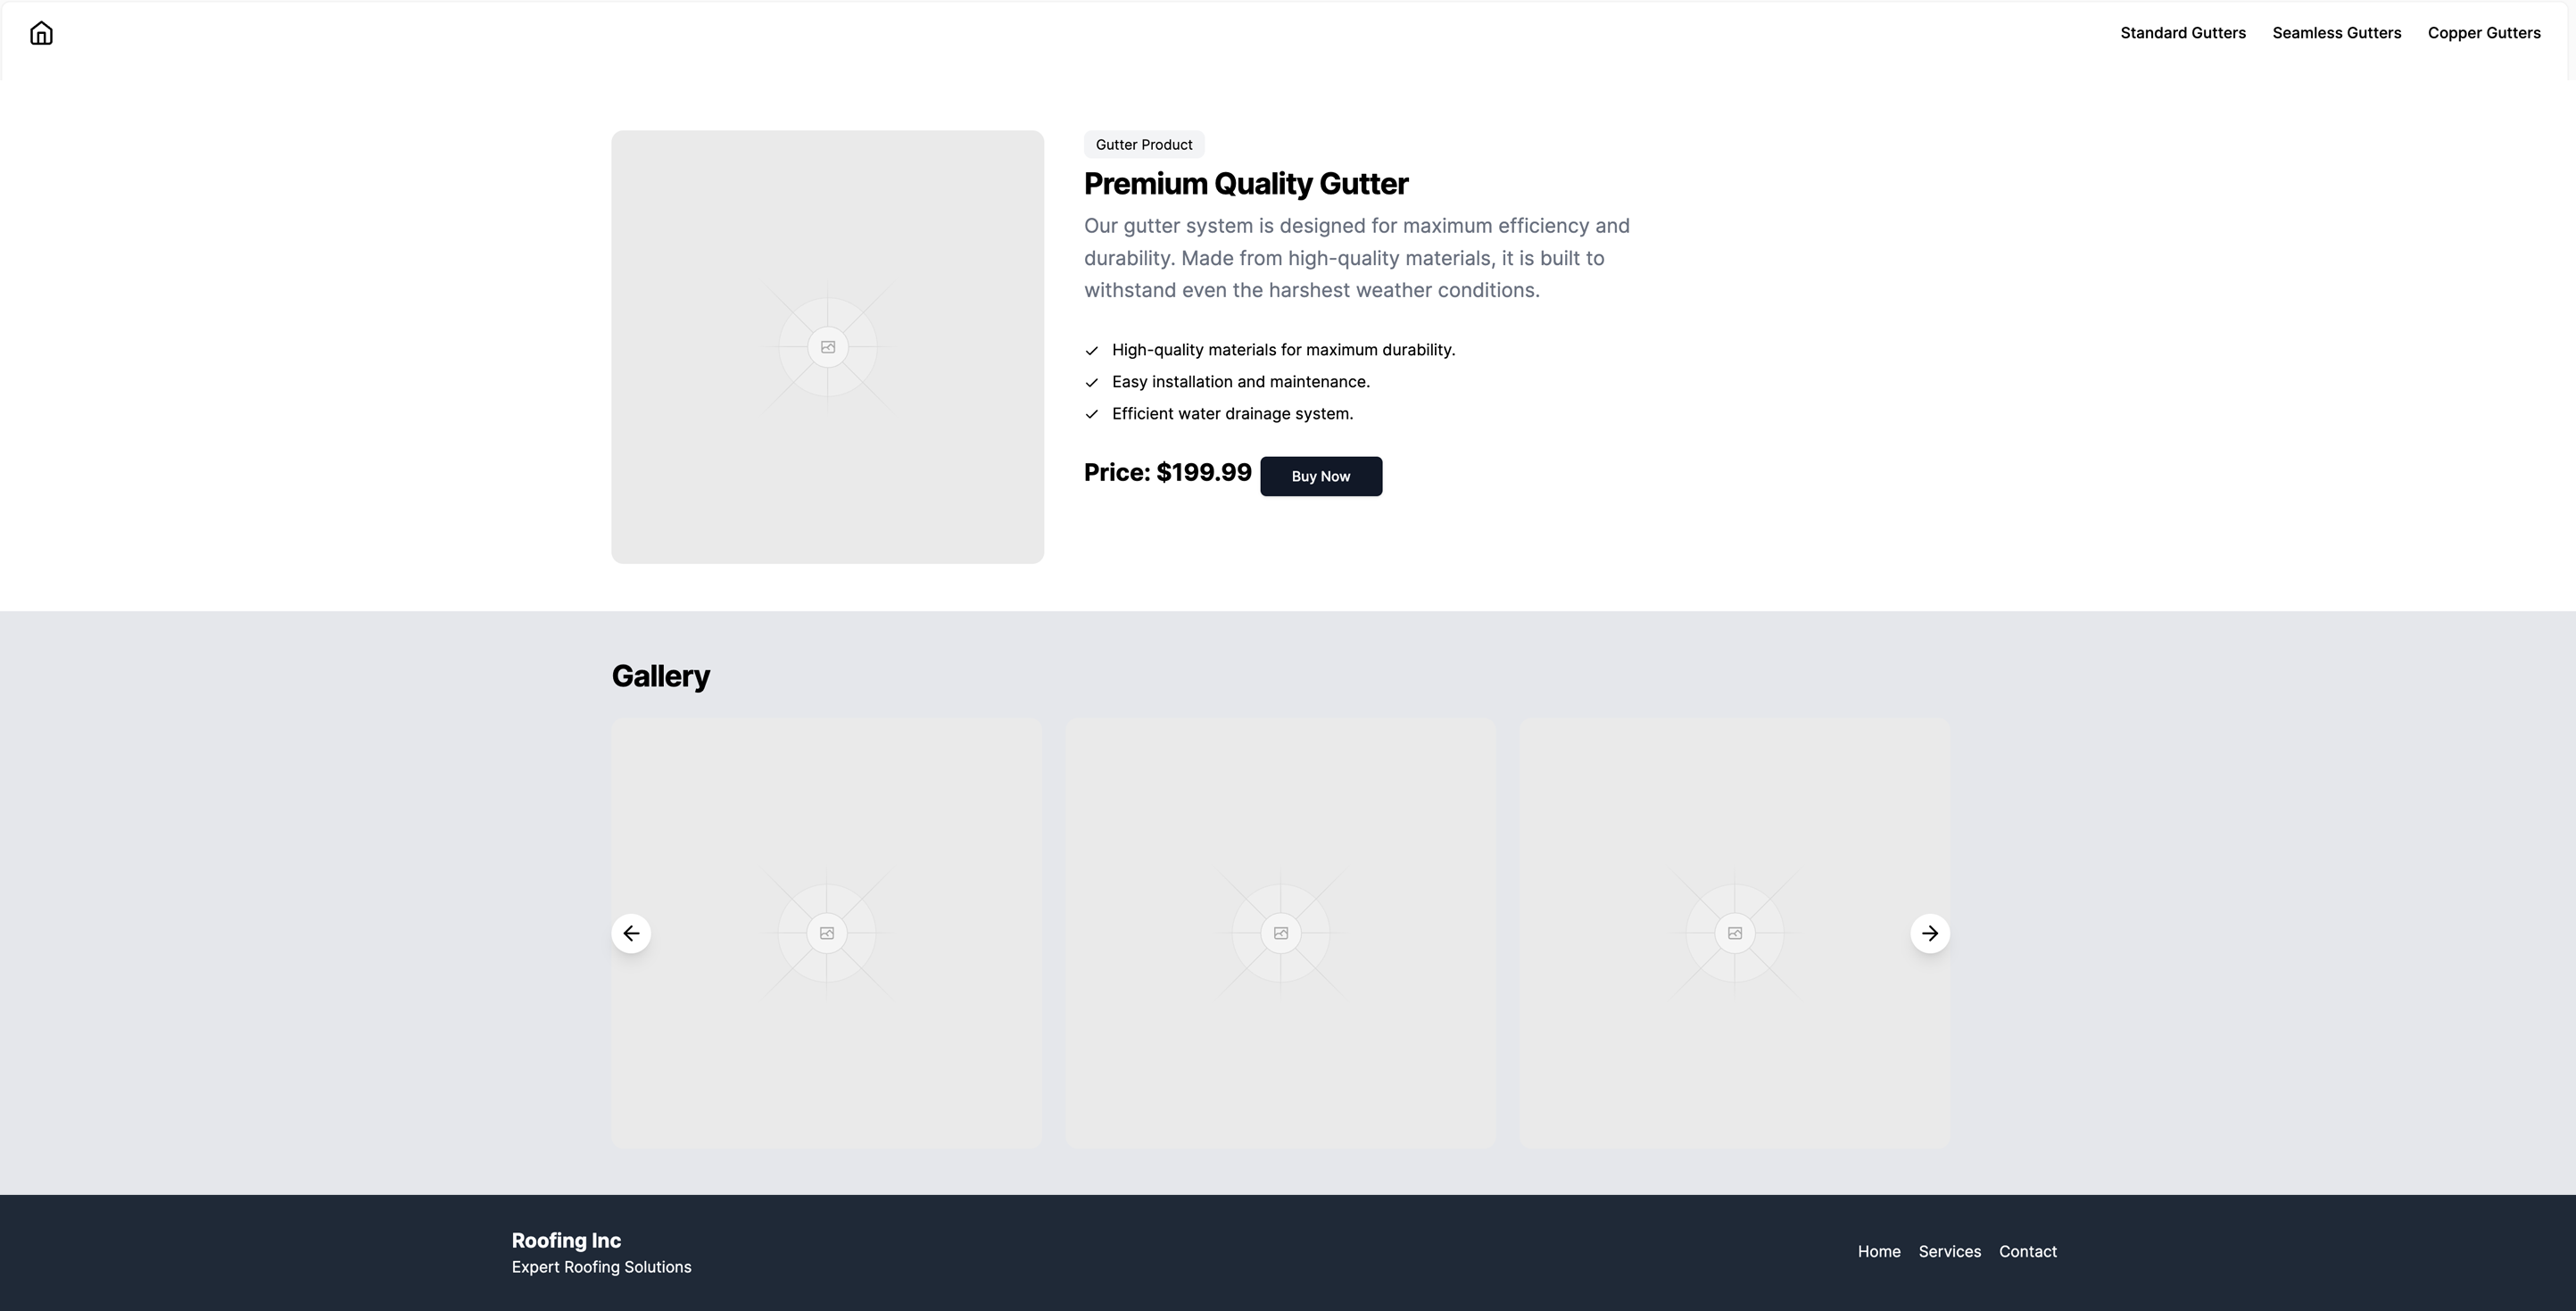 Standard Gutters Seamless Gutters Copper Gutters
Gutter Product
Premium Quality Gutter
Our gutter system is designed for maximum efficiency and
durability. Made from high-quality materials, it is built to
withstand even the harshest weather conditions.
High-quality materials for maximum durability.
Easy installation and maintenance.
Efficient water drainage system.
Price: $199.99 Buy Now
Gallery
Roofing Inc
Expert Roofing Solutions
Home Services Contact